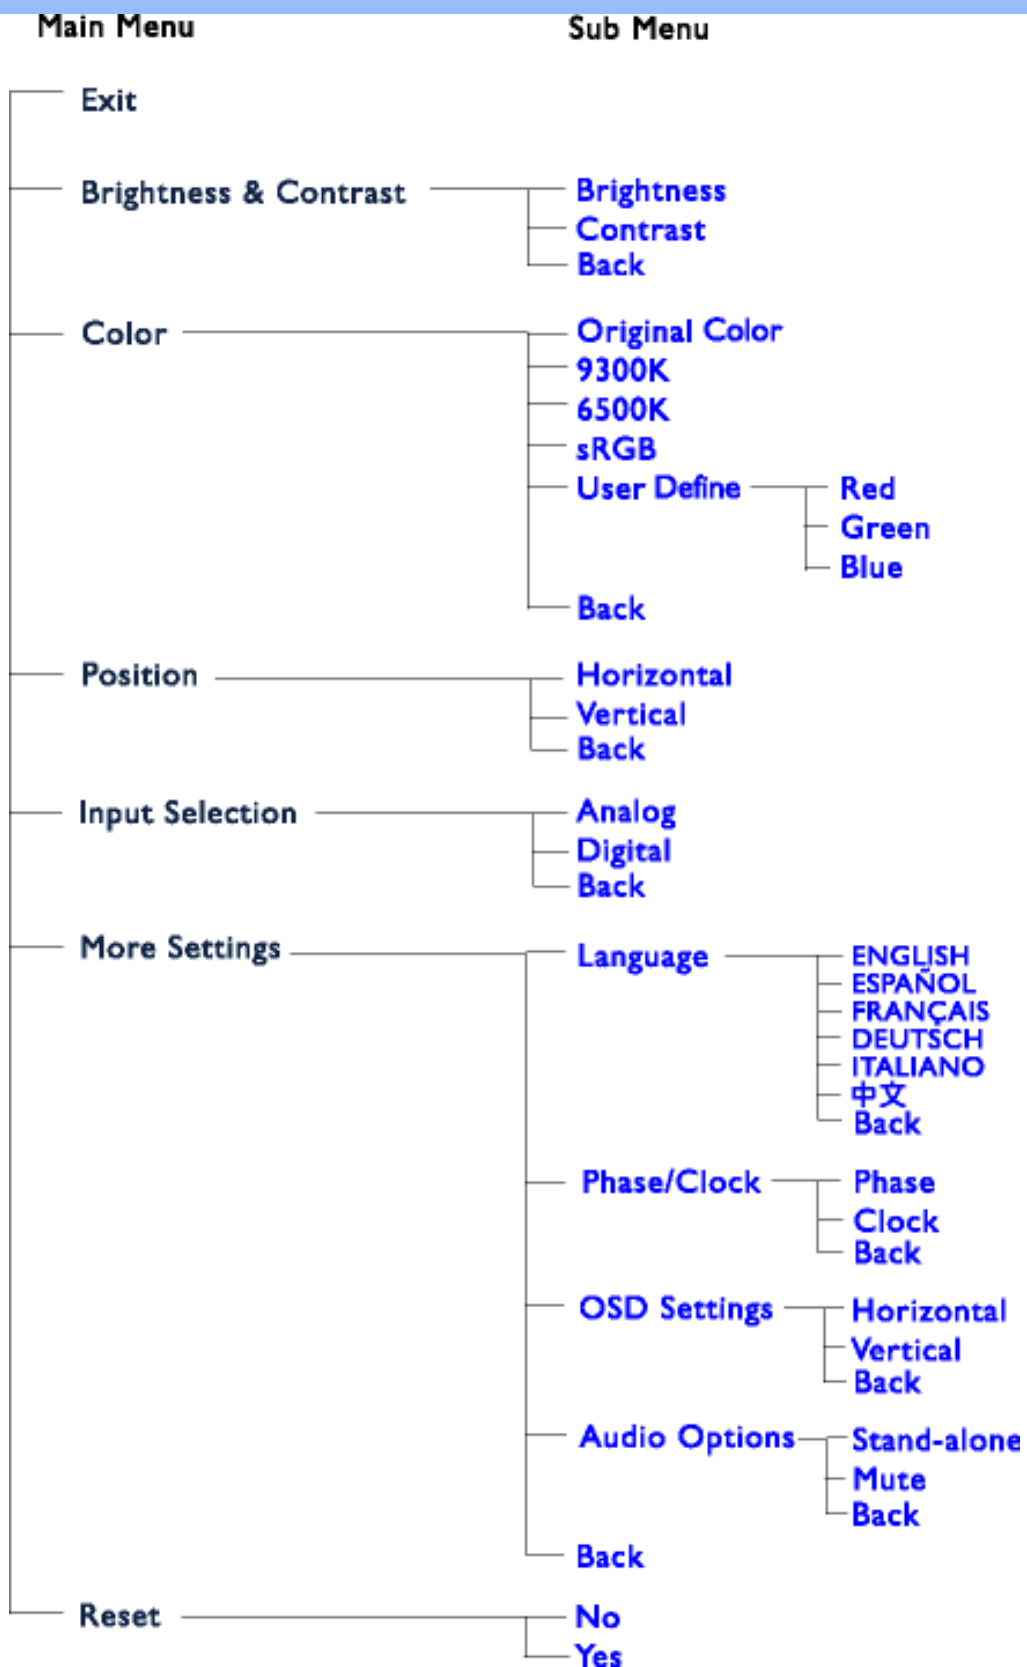 Main Menu Sub Menu
Exit
Brightness & Contrast Brightness
Contrast
Back
Color Original Color
9300K
6500K
sRGB
User Define Red
Green
Blue
Back
Position Horizontal
Vertical
Back
Input Selection Analog
Digital
Back
More Settings Language ENGLISH
ESPAÑOL
FRANÇAIS
DEUTSCH
ITALIANO
中文
Back
Phase/Clock Phase
Clock
Back
OSD Settings Horizontal
Vertical
Back
Audio Options Stand-alone
Mute
Back
Back
Reset No
Yes